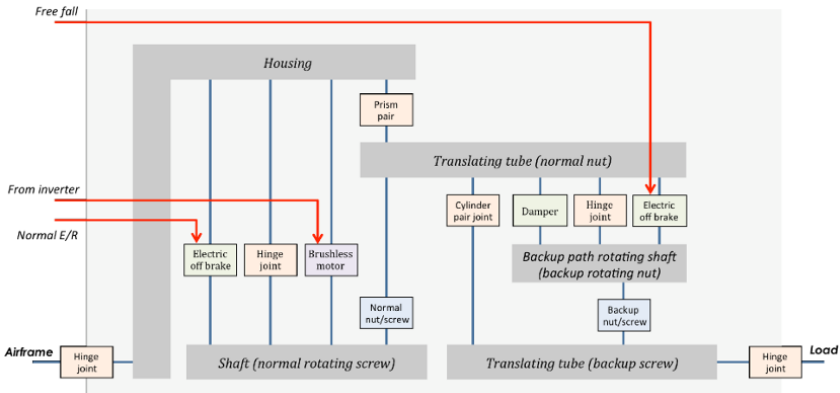 Free fall
Housing
Prism
pair
Translating tube (normal nut)
From inverter
Cylinder
pair joint
Damper
Hinge
joint
Electric
off brake
Normal E/R
Electric
off brake
Hinge
joint
Brushless
motor
Backup path rotating shaft
(backup rotating nut)
Normal
nut/screw
Backup
nut/screw
Airframe
Hinge
joint
Shaft (normal rotating screw)
Translating tube (backup screw)
Hinge
joint
Load